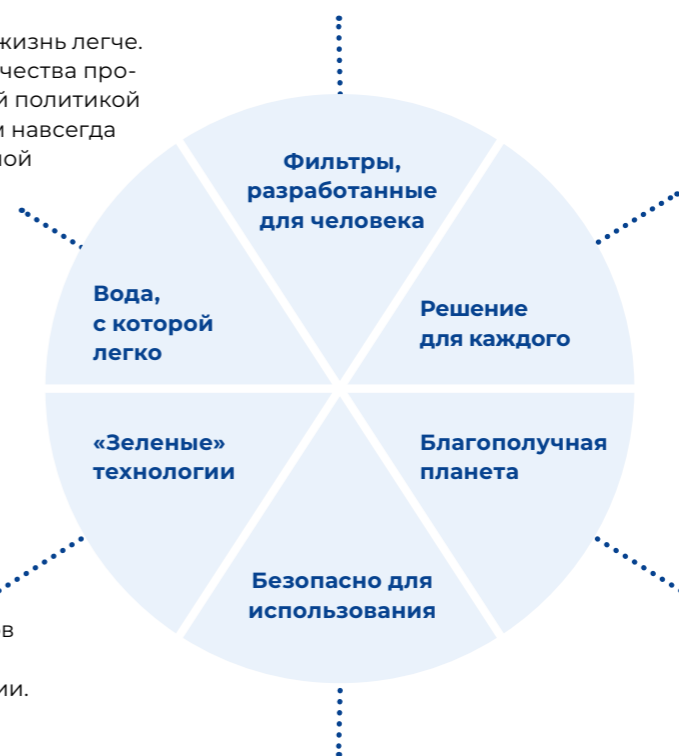 жизнь легче.
чества про-
й политикой
навсегда
ной
Фильтры,
разработанные
для человека
Вода,
с которой
легко
Решение
для каждого
«Зеленые»
технологии
Благополучная
планета
Безопасно для
использования
в
ии.